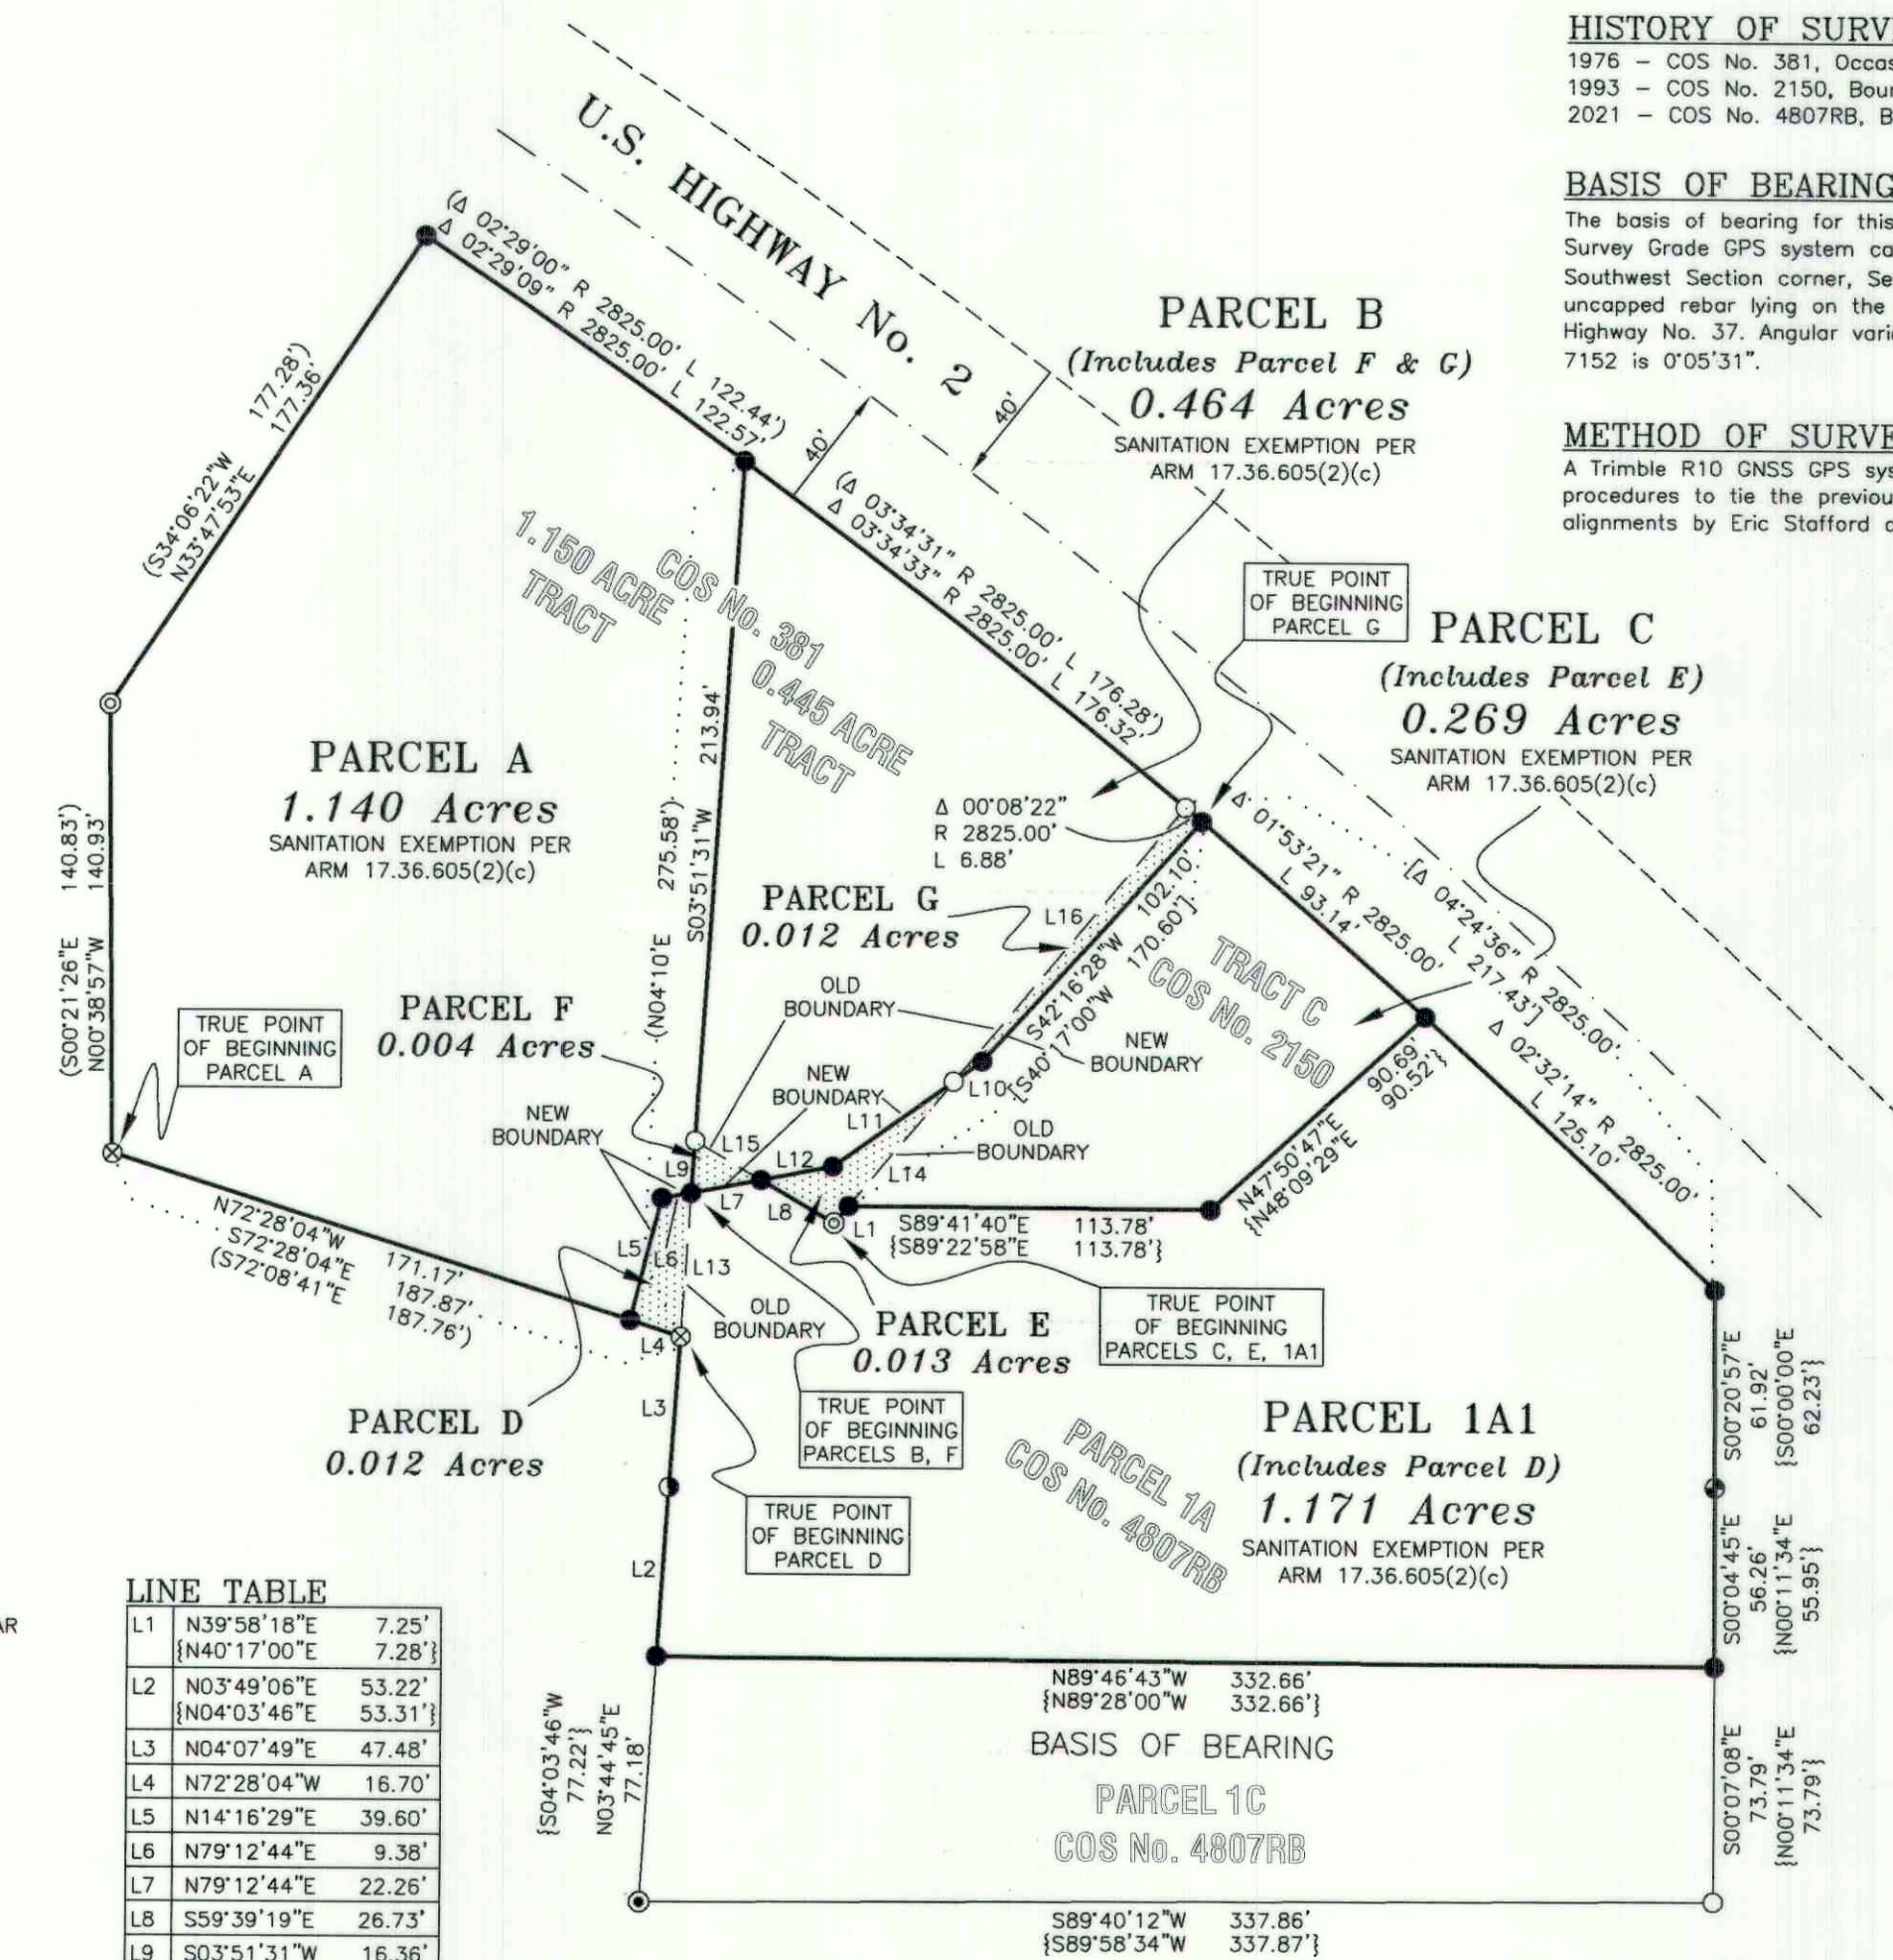 HISTORY OF SURV
1976 – COS No. 381, Occas
1993 – COS No. 2150, Bour
2021 – COS No. 4807RB, B
BASIS OF BEARING
The basis of bearing for this
Survey Grade GPS system ca
Southwest Section corner, Se
uncapped rebar lying on the
Highway No. 37. Angular vari
7152 is 0°05'31".
METHOD OF SURVE
A Trimble R10 GNSS GPS sys
procedures to tie the previou
alignments by Eric Stafford
U.S. HIGHWAY No. 2
40'
40'
(Δ 02°29'00" R 2825.00' L 122.44')
Δ 02°29'09" R 2825.00' L 122.57'
(S34°06'22"W 177.28')
N33°47'53"E 177.36'
PARCEL B
(Includes Parcel F & G)
0.464 Acres
SANITATION EXEMPTION PER
ARM 17.36.605(2)(c)
(Δ 03°34'31" R 2825.00' L 176.28')
Δ 03°34'33" R 2825.00' L 176.32'
TRUE POINT
OF BEGINNING
PARCEL G
PARCEL C
(Includes Parcel E)
0.269 Acres
SANITATION EXEMPTION PER
ARM 17.36.605(2)(c)
COS No. 381
1.150 ACRE
TRACT
0.445 ACRE
TRACT
PARCEL A
1.140 Acres
SANITATION EXEMPTION PER
ARM 17.36.605(2)(c)
(S00°21'26"E 140.83')
N00°38'57"W 140.93'
(N04°10'E 275.58')
S03°51'31"W 213.94'
Δ 00°08'22"
R 2825.00'
L 6.88'
Δ 01°53'21" R 2825.00'
L 93.14'
[Δ 04°24'36" R 2825.00'
L 217.43']
Δ 02°32'14" R 2825.00'
L 125.10'
PARCEL G
0.012 Acres
L16
S42°16'28"W 102.10'
[S40°17'00"W 170.60']
TRACT C
COS No. 2150
OLD
BOUNDARY
NEW
BOUNDARY
NEW
BOUNDARY
NEW
BOUNDARY
OLD
BOUNDARY
L10
L11
L12
L14
L15
L9
L7
L8
L1
L5
L6
L13
PARCEL F
0.004 Acres
TRUE POINT
OF BEGINNING
PARCEL A
N47°50'47"E 90.69'
{N48°09'29"E 90.52'}
S89°41'40"E 113.78'
{S89°22'58"E 113.78'}
N72°28'04"W 171.17'
S72°28'04"E 187.87'
(S72°08'41"E 187.76')
OLD
BOUNDARY
L4
L3
L2
PARCEL E
0.013 Acres
TRUE POINT
OF BEGINNING
PARCELS C, E, 1A1
TRUE POINT
OF BEGINNING
PARCELS B, F
TRUE POINT
OF BEGINNING
PARCEL D
PARCEL D
0.012 Acres
PARCEL 1A
COS No. 4807RB
PARCEL 1A1
(Includes Parcel D)
1.171 Acres
SANITATION EXEMPTION PER
ARM 17.36.605(2)(c)
S00°20'57"E
61.92'
{S00°00'00"E
62.23'}
S00°04'45"E
56.26'
{N00°11'34"E
55.95'}
S00°07'08"E
73.79'
{N00°11'34"E
73.79'}
N89°46'43"W 332.66'
{N89°28'00"W 332.66'}
BASIS OF BEARING
PARCEL 1C
COS No. 4807RB
{S04°03'46"W
77.22'}
N03°44'45"E
77.18'
S89°40'12"W 337.86'
{S89°58'34"W 337.87'}
AR
LINE TABLE
L1 N39°58'18"E 7.25'
{N40°17'00"E 7.28'}
L2 N03°49'06"E 53.22'
{N04°03'46"E 53.31'}
L3 N04°07'49"E 47.48'
L4 N72°28'04"W 16.70'
L5 N14°16'29"E 39.60'
L6 N79°12'44"E 9.38'
L7 N79°12'44"E 22.26'
L8 S59°39'19"E 26.73'
L9 S03°51'31"W 16.36'